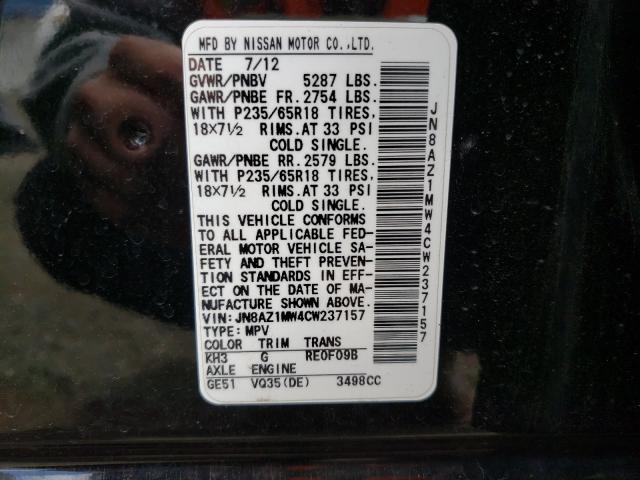 MFD BY NISSAN MOTOR CO.,LTD.
DATE 7/12
GVWR/PNBV 5287 LBS.
GAWR/PNBE FR. 2754 LBS.
WITH P235/65R18 TIRES,
18X7½ RIMS. AT 33 PSI
COLD SINGLE.
GAWR/PNBE RR. 2579 LBS.
WITH P235/65R18 TIRES,
18X7½ RIMS. AT 33 PSI
COLD SINGLE.
THIS VEHICLE CONFORMS
TO ALL APPLICABLE FED-
ERAL MOTOR VEHICLE SA-
FETY AND THEFT PREVEN-
TION STANDARDS IN EFF-
ECT ON THE DATE OF MA-
NUFACTURE SHOWN ABOVE.
VIN: JN8AZ1MW4CW237157
TYPE: MPV
COLOR TRIM TRANS
KH3 G RE0F09B
AXLE ENGINE
GE51 VQ35(DE) 3498CC
JN8AZ1MW4CW237157